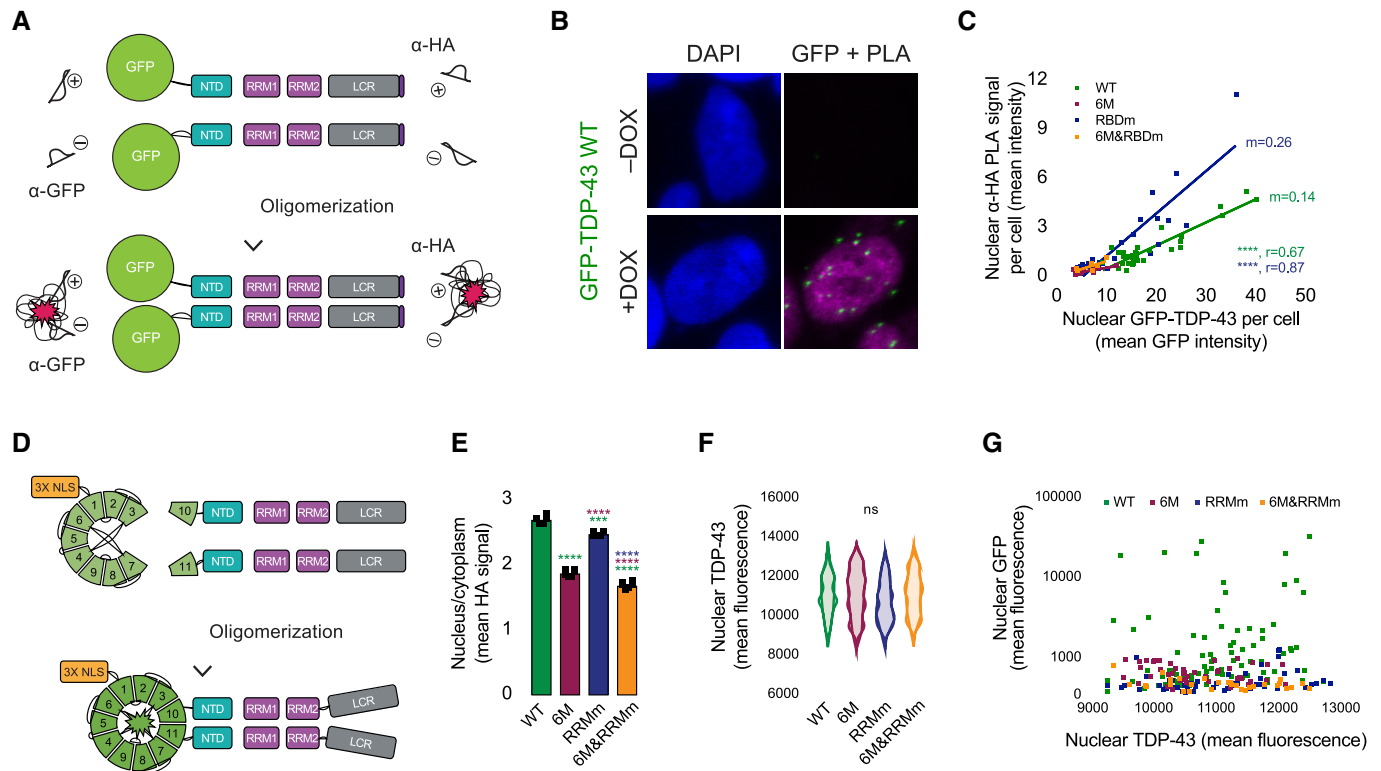 A
α-HA
GFP
NTD RRM1 RRM2 LCR
+ +
GFP
NTD RRM1 RRM2 LCR
− −
α-GFP
Oligomerization
α-HA
GFP
NTD RRM1 RRM2 LCR
+ +
GFP
NTD RRM1 RRM2 LCR
− −
α-GFP
B
DAPI GFP + PLA
GFP-TDP-43 WT
–DOX
+DOX
C
Nuclear α-HA PLA signal
per cell (mean intensity)
12
9
6
3
0
WT
6M
RBDm
6M&RBDm
m=0.26
m=0.14
****, r=0.67
****, r=0.87
0 10 20 30 40 50
Nuclear GFP-TDP-43 per cell
(mean GFP intensity)
D
3X NLS
1 2 3
6
5
4
9 8 7
10 NTD RRM1 RRM2 LCR
11 NTD RRM1 RRM2 LCR
Oligomerization
3X NLS
1 2 3
6 10
5 11
4 7
9 8
NTD RRM1 RRM2 LCR
NTD RRM1 RRM2 LCR
E
Nucleus/cytoplasm
(mean HA signal)
3
2
1
0
****
****
***
****
****
****
WT 6M RRMm 6M&RRMm
F
Nuclear TDP-43
(mean fluorescence)
16000
14000
12000
10000
8000
6000
ns
WT 6M RRMm 6M&RRMm
G
Nuclear GFP
(mean fluorescence)
100000
10000
1000
0
WT 6M RRMm 6M&RRMm
9000 10000 11000 12000 13000
Nuclear TDP-43 (mean fluorescence)